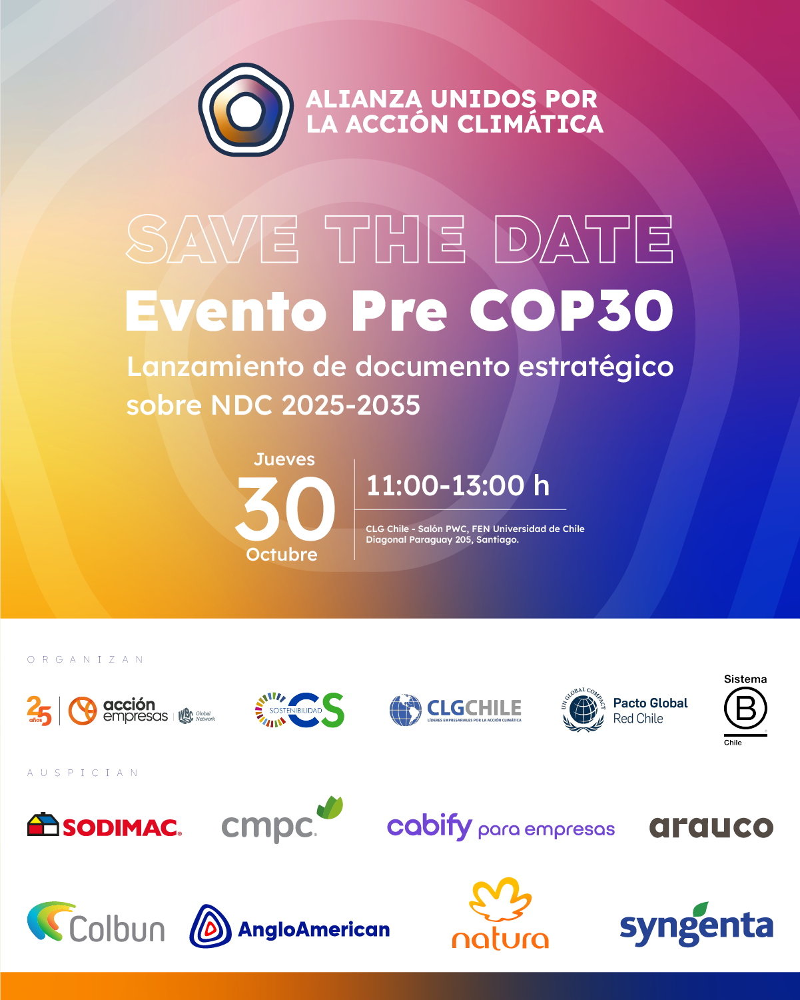 ALIANZA UNIDOS POR
LA ACCIÓN CLIMÁTICA
SAVE THE DATE
Evento Pre COP30
Lanzamiento de documento estratégico
sobre NDC 2025-2035
Jueves
30
Octubre
11:00-13:00 h
CLG Chile - Salón PWC, FEN Universidad de Chile
Diagonal Paraguay 205, Santiago.
ORGANIZAN
25
años
acción
empresas
WBC
Global
Network
SOSTENIBILIDAD
CS
CLGCHILE
LÍDERES EMPRESARIALES POR LA ACCIÓN CLIMÁTICA
UN GLOBAL COMPACT
Pacto Global
Red Chile
Sistema
B
Chile
AUSPICIAN
SODIMAC®
cmpc
cabify para empresas
arauco
Colbun
AngloAmerican
natura
syngenta